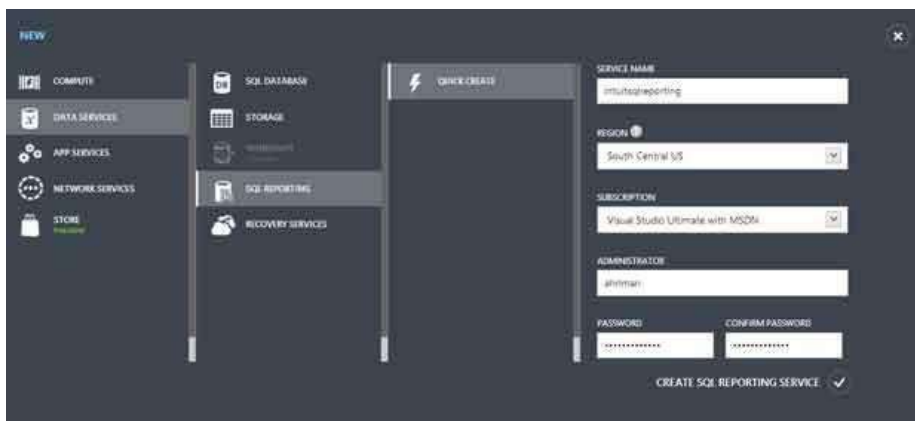 NEW
COMPUTE
DATA SERVICES
APP SERVICES
NETWORK SERVICES
STORE
PREVIEW
SQL DATABASE
STORAGE
HDINSIGHT
SQL REPORTING
RECOVERY SERVICES
QUICK CREATE
SERVICE NAME
REGION
South Central US
SUBSCRIPTION
Visual Studio Ultimate with MSDN
ADMINISTRATOR
ahriman
PASSWORD
CONFIRM PASSWORD
CREATE SQL REPORTING SERVICE